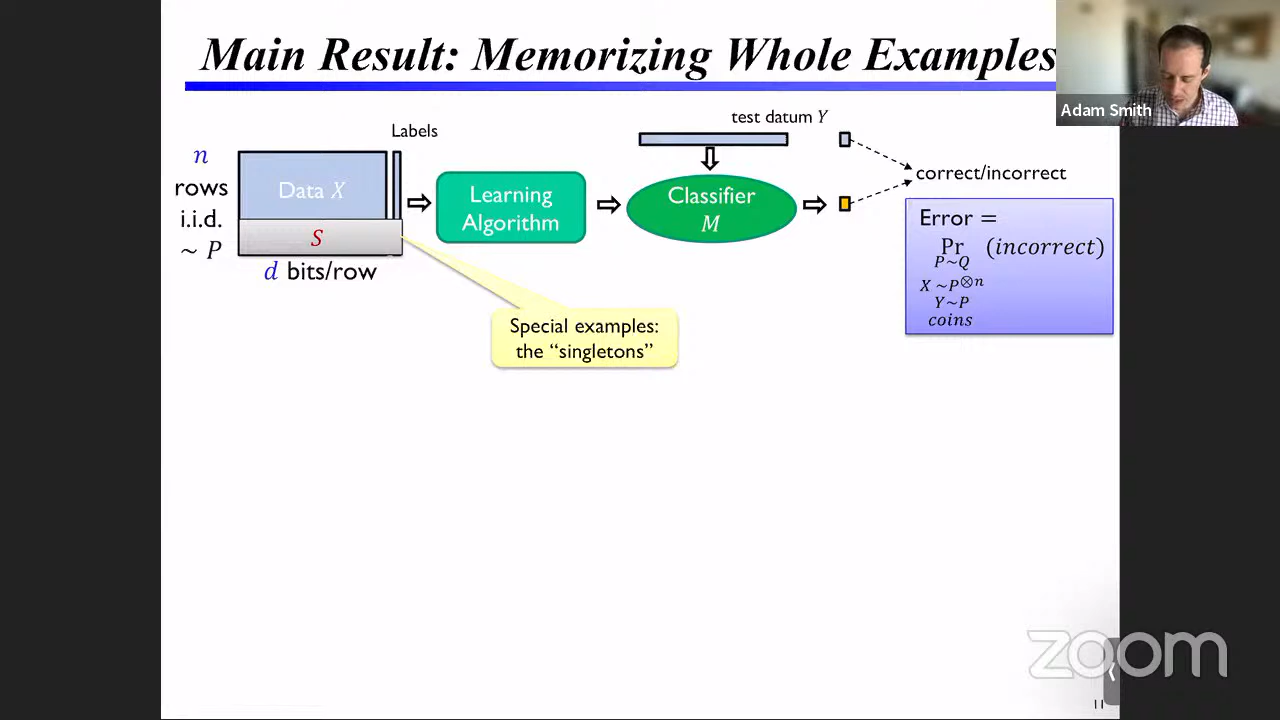 Main Result: Memorizing Whole Examples
Adam Smith
Labels
test datum Y
n
rows
i.i.d.
~ P
Data X
S
d bits/row
Learning
Algorithm
Classifier
M
correct/incorrect
Error =
Pr (incorrect)
P~Q
X ~P⊗n
Y~P
coins
Special examples:
the “singletons”
zoom
11